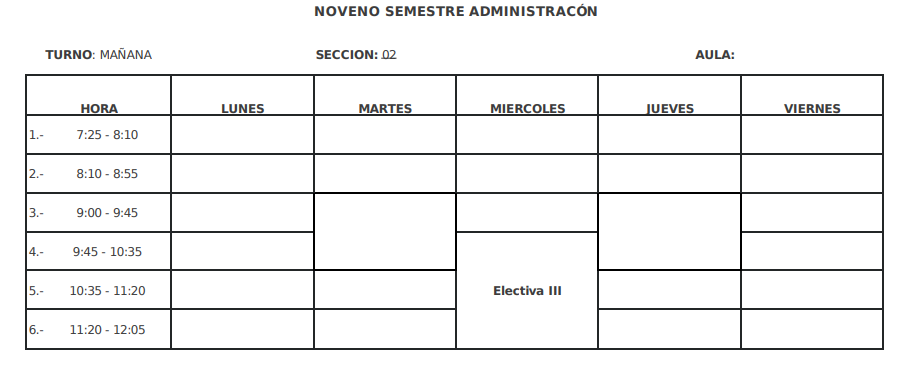 NOVENO SEMESTRE ADMINISTRACÓN
TURNO: MAÑANA SECCION: 02 AULA:
HORA LUNES MARTES MIERCOLES JUEVES VIERNES
1.- 7:25 - 8:10
2.- 8:10 - 8:55
3.- 9:00 - 9:45
4.- 9:45 - 10:35
5.- 10:35 - 11:20 Electiva III
6.- 11:20 - 12:05